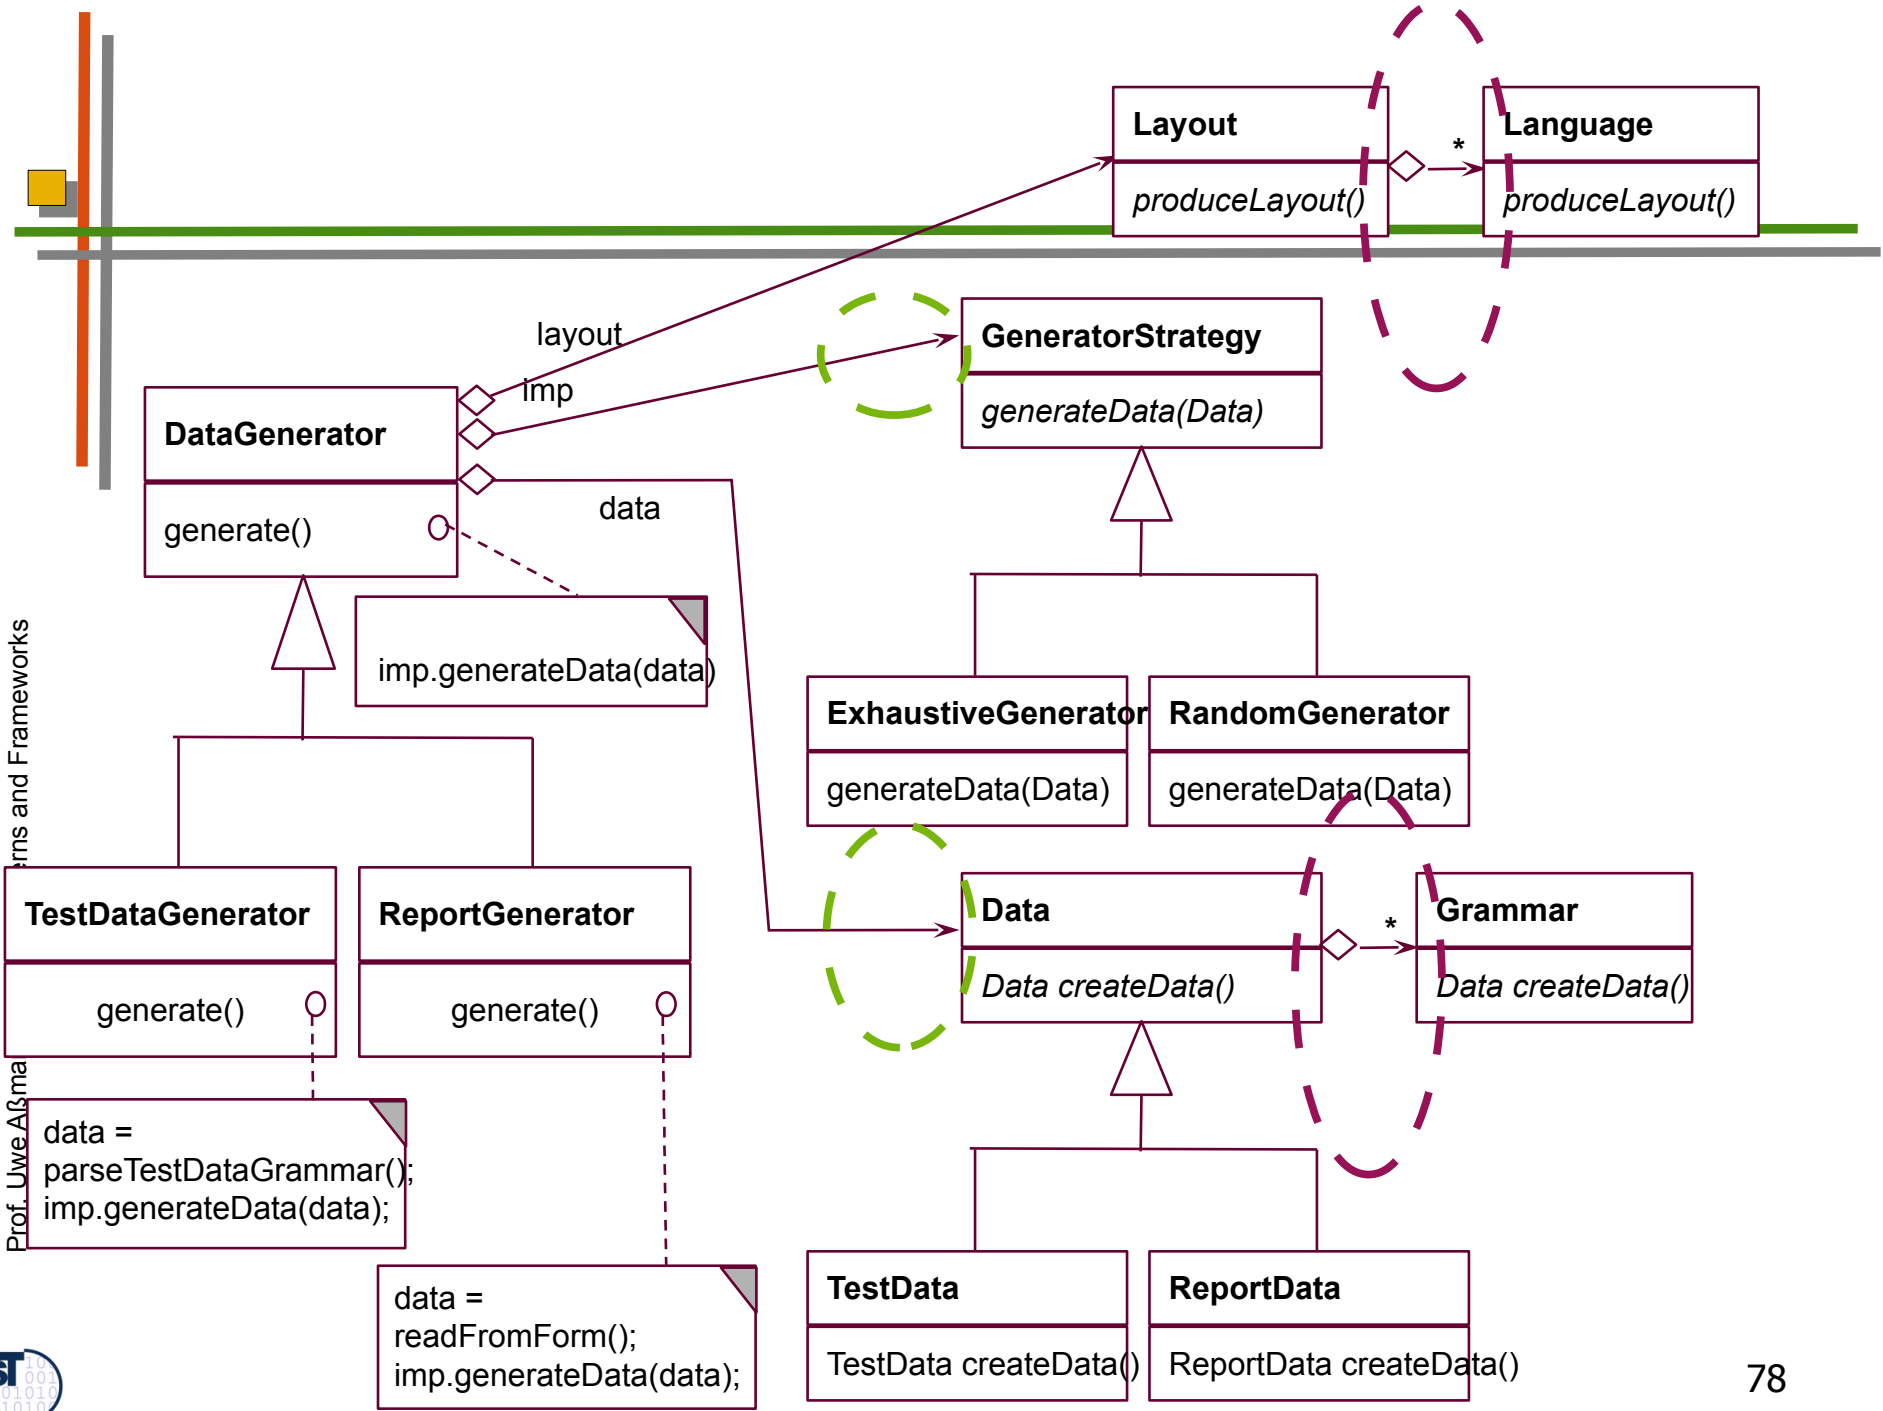 Layout
produceLayout()
*
Language
produceLayout()
layout
imp
data
DataGenerator
generate()
imp.generateData(data)
GeneratorStrategy
generateData(Data)
ExhaustiveGenerator
generateData(Data)
RandomGenerator
generateData(Data)
TestDataGenerator
generate()
ReportGenerator
generate()
data =
parseTestDataGrammar();
imp.generateData(data);
data =
readFromForm();
imp.generateData(data);
Data
Data createData()
*
Grammar
Data createData()
TestData
TestData createData()
ReportData
ReportData createData()
Prof. Uwe
and Frameworks
78